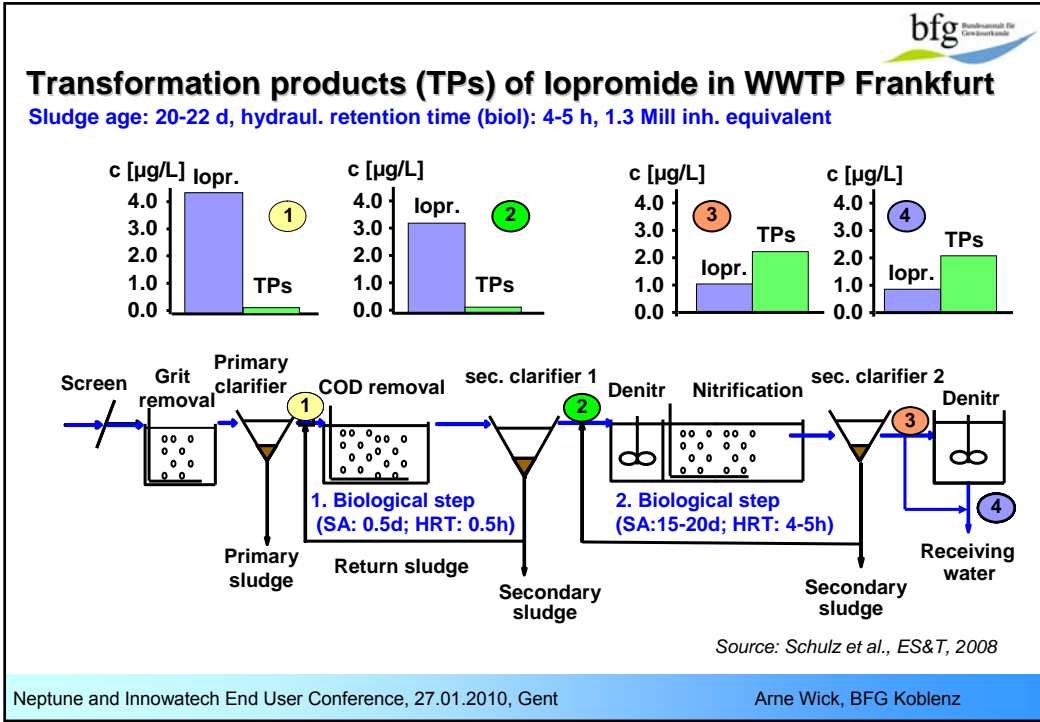 bfg Bundesanstalt für
Gewässerkunde
Transformation products (TPs) of Iopromide in WWTP Frankfurt
Sludge age: 20-22 d, hydraul. retention time (biol): 4-5 h, 1.3 Mill inh. equivalent
c [µg/L]
4.0
3.0
2.0
1.0
0.0
Iopr.
TPs
1
c [µg/L]
4.0
3.0
2.0
1.0
0.0
Iopr.
TPs
2
c [µg/L]
4.0
3.0
2.0
1.0
0.0
Iopr.
TPs
3
c [µg/L]
4.0
3.0
2.0
1.0
0.0
Iopr.
TPs
4
Screen
Grit
removal
Primary
clarifier
1
COD removal
sec. clarifier 1
2
Denitr
Nitrification
sec. clarifier 2
3
Denitr
4
1. Biological step
(SA: 0.5d; HRT: 0.5h)
2. Biological step
(SA:15-20d; HRT: 4-5h)
Primary
sludge
Return sludge
Secondary
sludge
Secondary
sludge
Receiving
water
Source: Schulz et al., ES&T, 2008
Neptune and Innowatech End User Conference, 27.01.2010, Gent
Arne Wick, BFG Koblenz